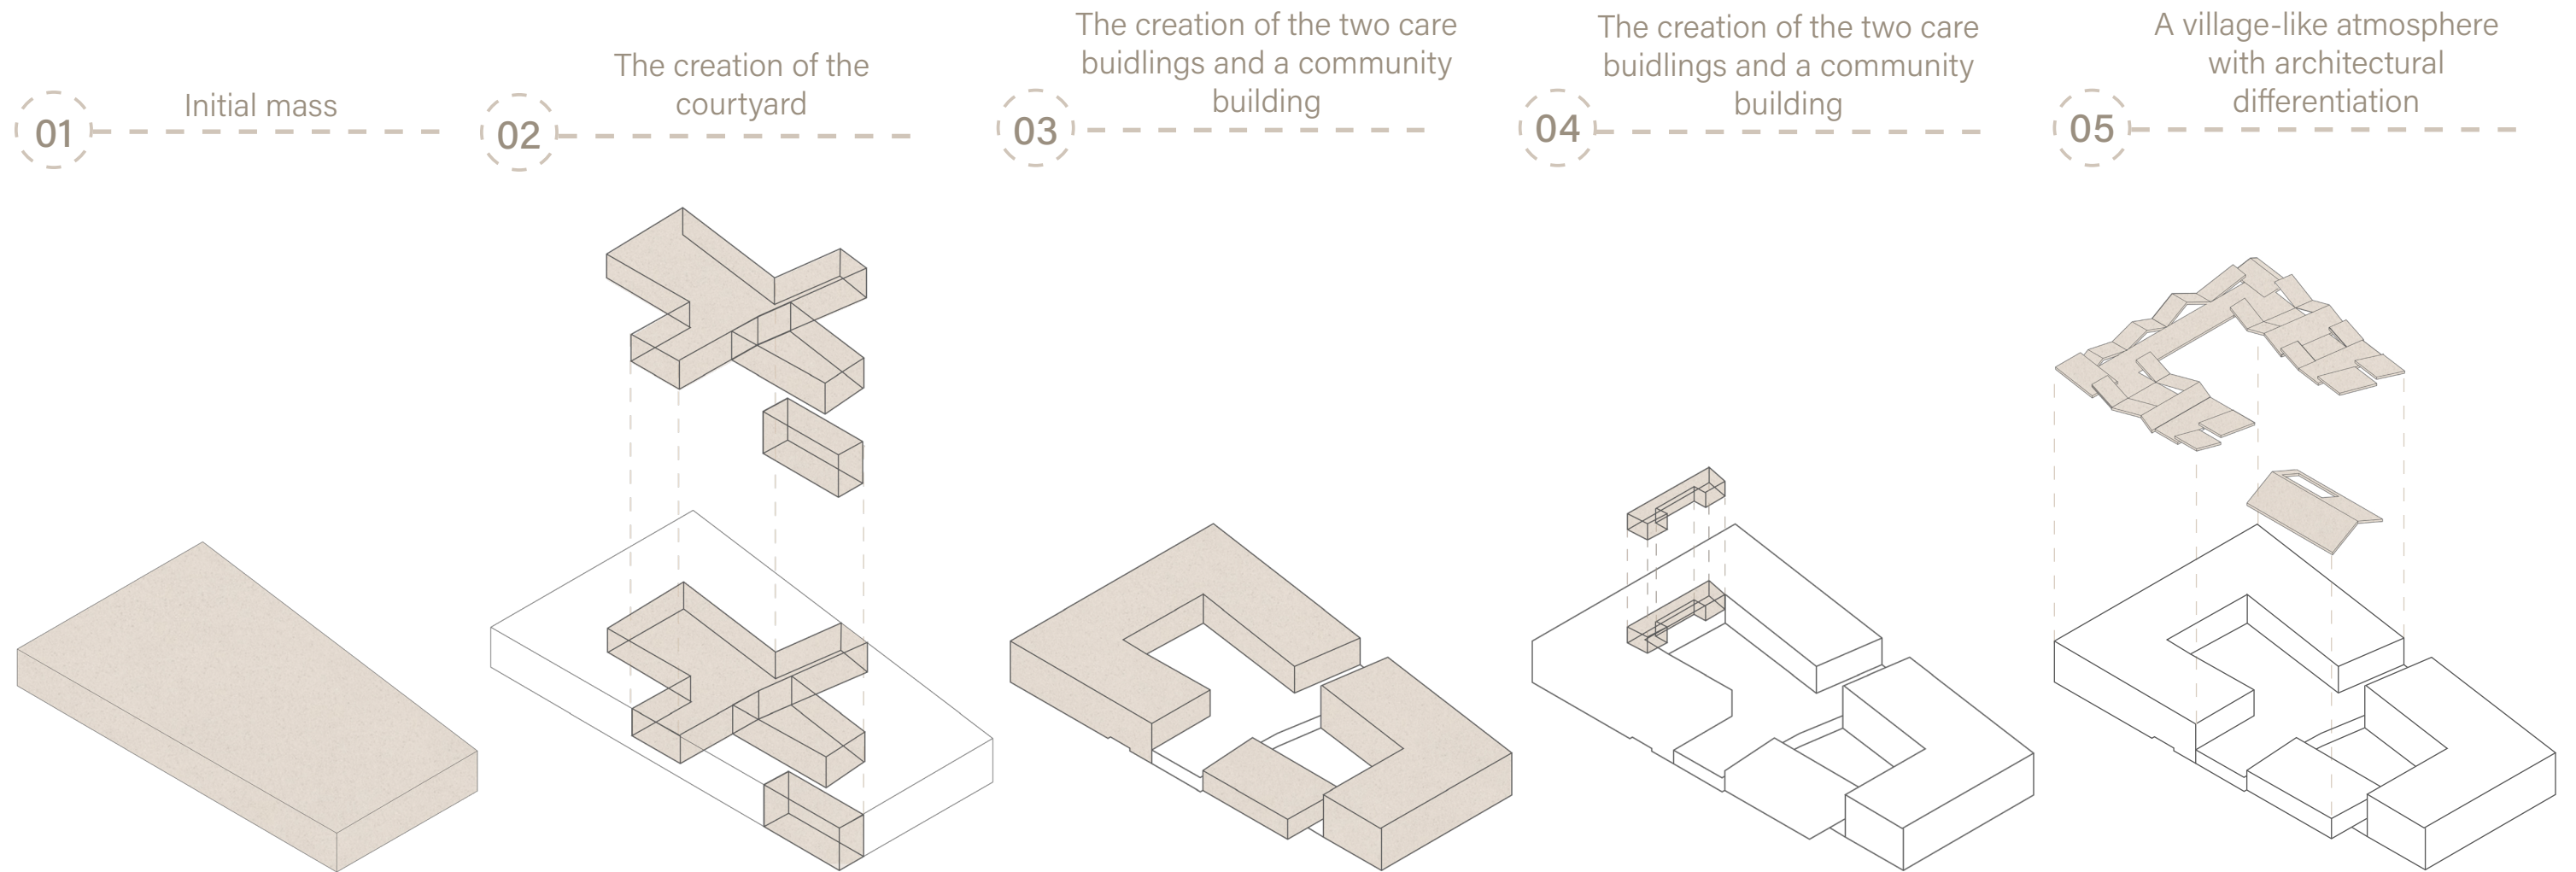 01
Initial mass
02
The creation of the
courtyard
03
The creation of the two care
buidlings and a community
building
04
The creation of the two care
buidlings and a community
building
05
A village-like atmosphere
with architectural
differentiation